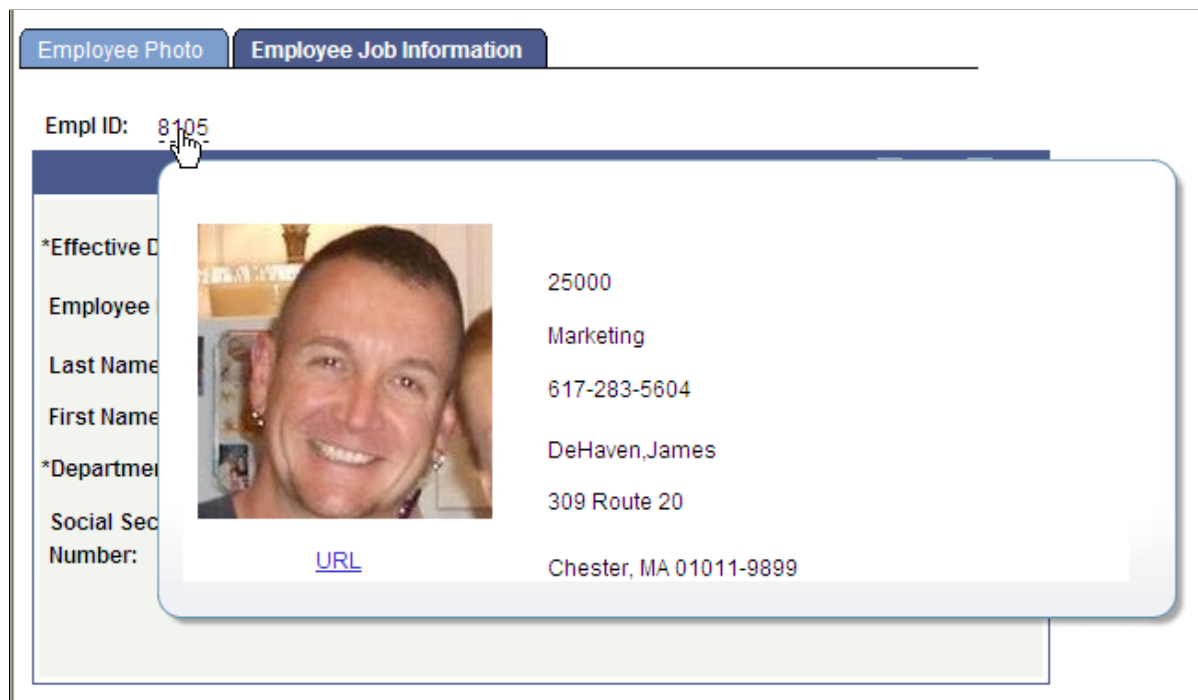 Employee Photo
Employee Job Information
Empl ID: 8105
*Effective D
Employee
Last Name
First Name
*Departme
Social Sec
Number:
25000
Marketing
617-283-5604
DeHaven,James
309 Route 20
Chester, MA 01011-9899
URL